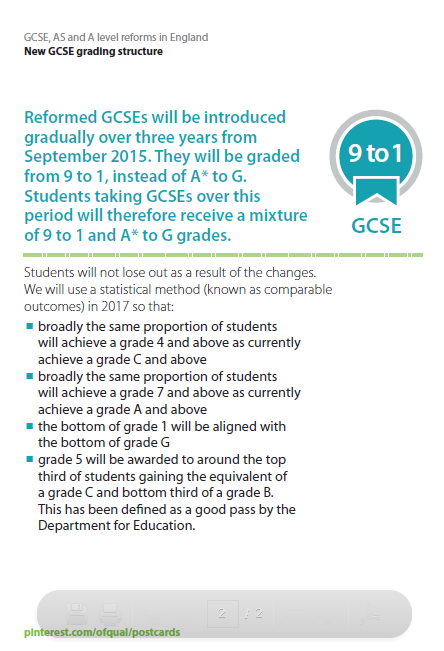 GCSE, AS and A level reforms in England
New GCSE grading structure
Reformed GCSEs will be introduced
gradually over three years from
September 2015. They will be graded
from 9 to 1, instead of A* to G.
Students taking GCSEs over this
period will therefore receive a mixture
of 9 to 1 and A* to G grades.
9 to 1
GCSE
Students will not lose out as a result of the changes.
We will use a statistical method (known as comparable
outcomes) in 2017 so that:
broadly the same proportion of students
will achieve a grade 4 and above as currently
achieve a grade C and above
broadly the same proportion of students
will achieve a grade 7 and above as currently
achieve a grade A and above
the bottom of grade 1 will be aligned with
the bottom of grade G
grade 5 will be awarded to around the top
third of students gaining the equivalent of
a grade C and bottom third of a grade B.
This has been defined as a good pass by the
Department for Education.
2 / 2
pinterest.com/ofqual/postcards